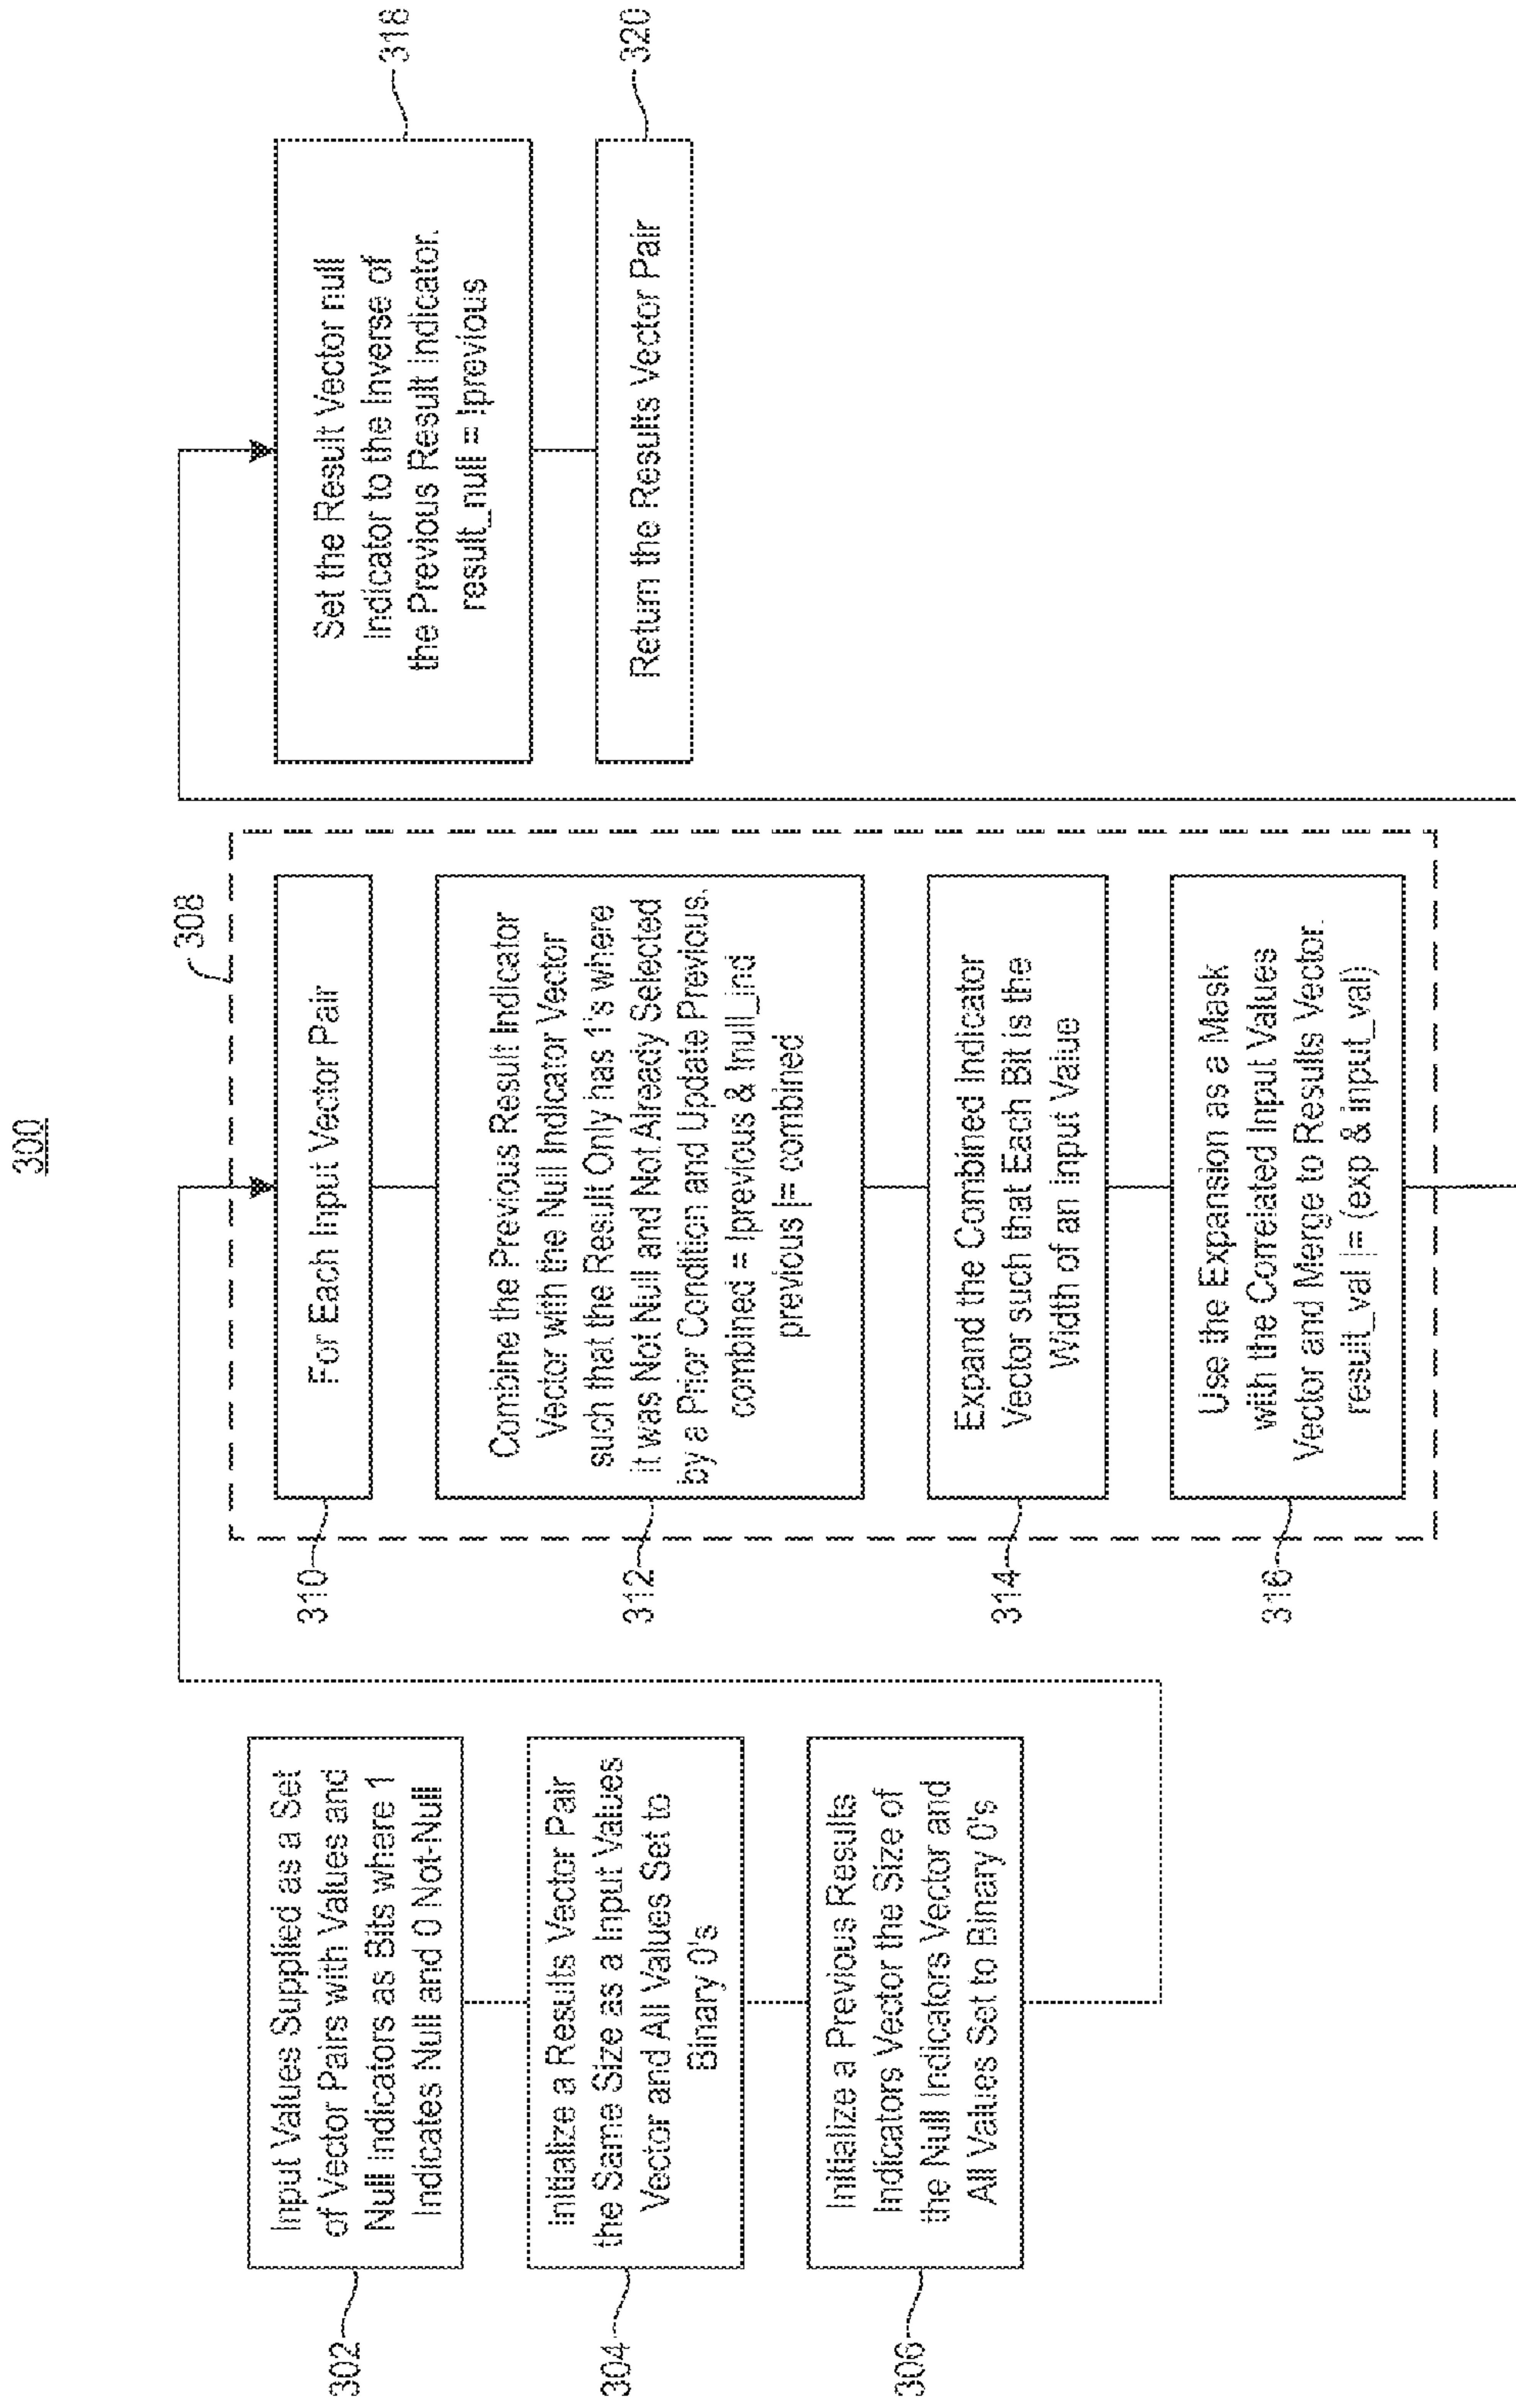 300
302
Input Values Supplied as a Set
of Vector Pairs with Values and
Null Indicators as Bits where 1
Indicates Null and 0 Not-Null
304
Initialize a Results Vector Pair
the Same Size as a Input Values
Vector and All Values Set to
Binary 0's
306
Initialize a Previous Results
Indicators Vector the Size of
the Null Indicators Vector and
All Values Set to Binary 0's
308
310
For Each Input Vector Pair
312
Combine the Previous Result Indicator
Vector with the Null Indicator Vector
such that the Result Only has 1's where
it was Not Null and Not Already Selected
by a Prior Condition and Update Previous.
combined = !previous & !null_ind
previous |= combined
314
Expand the Combined Indicator
Vector such that Each Bit is the
Width of an Input Value
316
Use the Expansion as a Mask
with the Correlated Input Values
Vector and Merge to Results Vector.
result_val |= (exp & input_val)
318
Set the Result Vector null
Indicator to the Inverse of
the Previous Result Indicator.
result_null = !previous
320
Return the Results Vector Pair